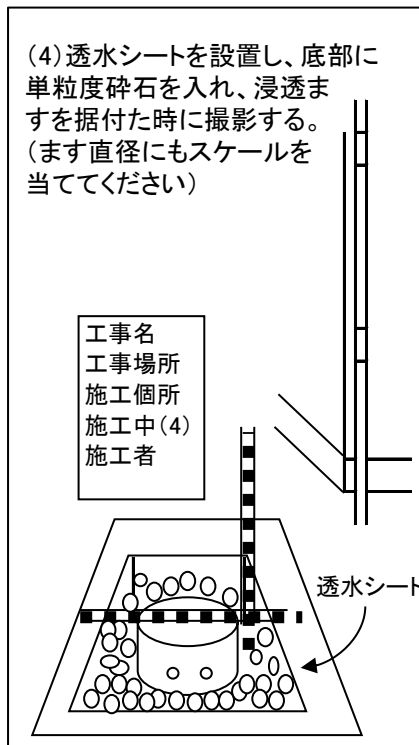 (4)透水シートを設置し、底部に
単粒度砕石を入れ、浸透ま
すを据付た時に撮影する。
(ます直径にもスケールを
当ててください)
工事名
工事場所
施工個所
施工中(4)
施工者
透水シート